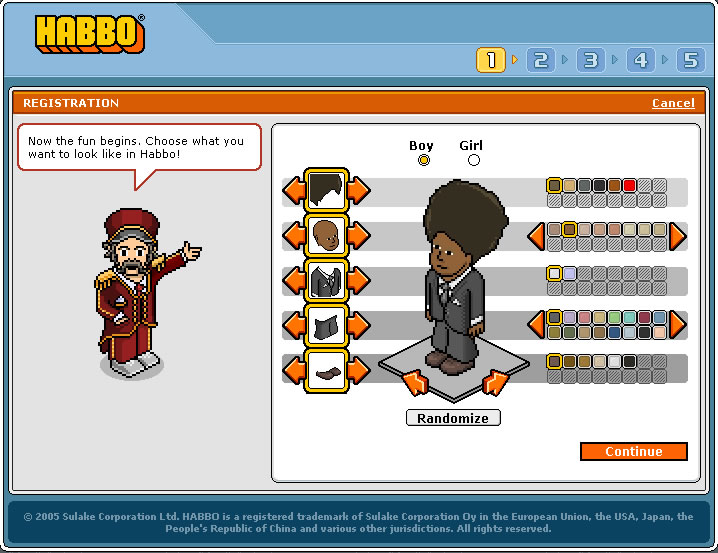 HABBO®
1 2 3 4 5
REGISTRATION Cancel
Now the fun begins. Choose what you
want to look like in Habbo!
Boy Girl
Randomize
Continue
© 2005 Sulake Corporation Ltd. HABBO is a registered trademark of Sulake Corporation Oy in the European Union, the USA, Japan, the
People's Republic of China and various other jurisdictions. All rights reserved.